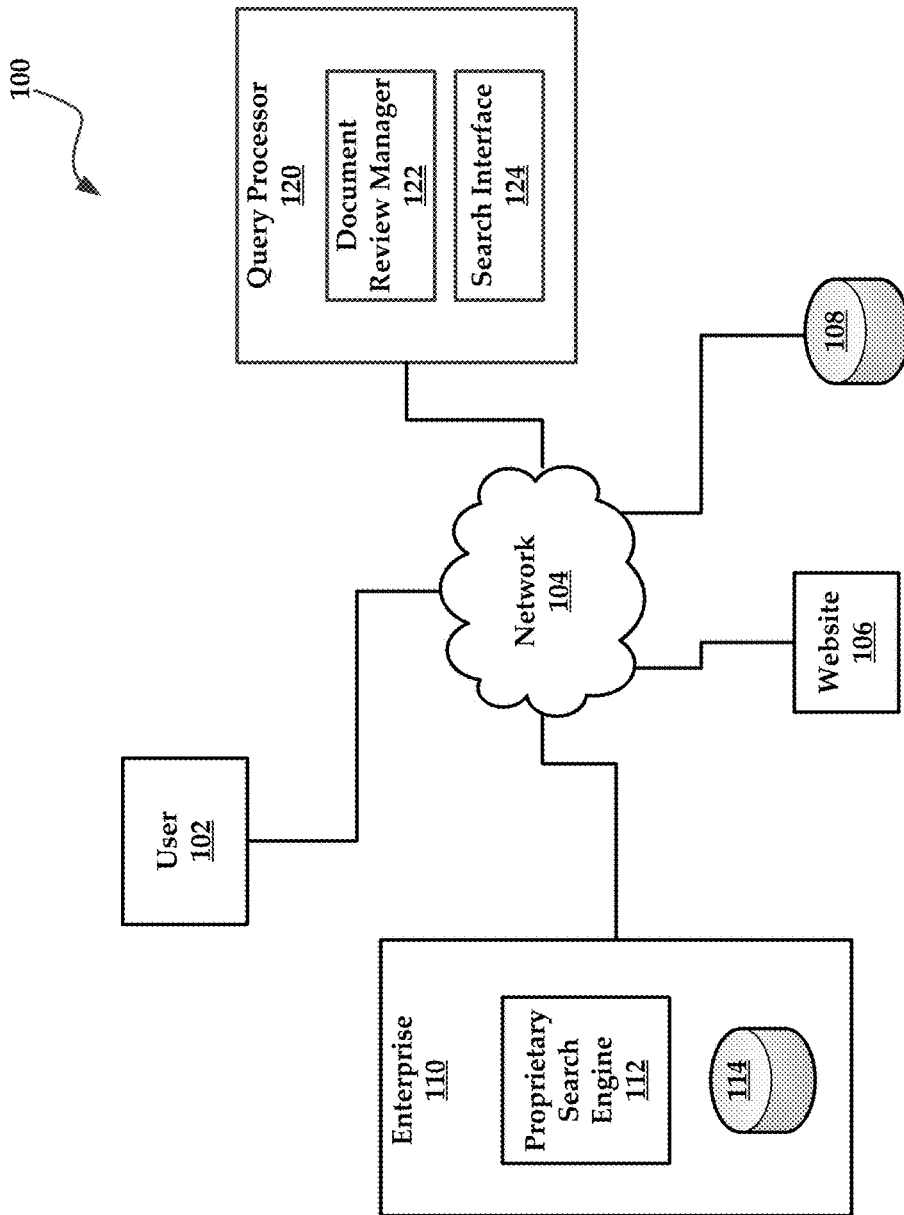 100
User
102
Query Processor
120
Document
Review Manager
122
Search Interface
124
Network
104
Enterprise
110
Proprietary
Search
Engine
112
114
Website
106
108